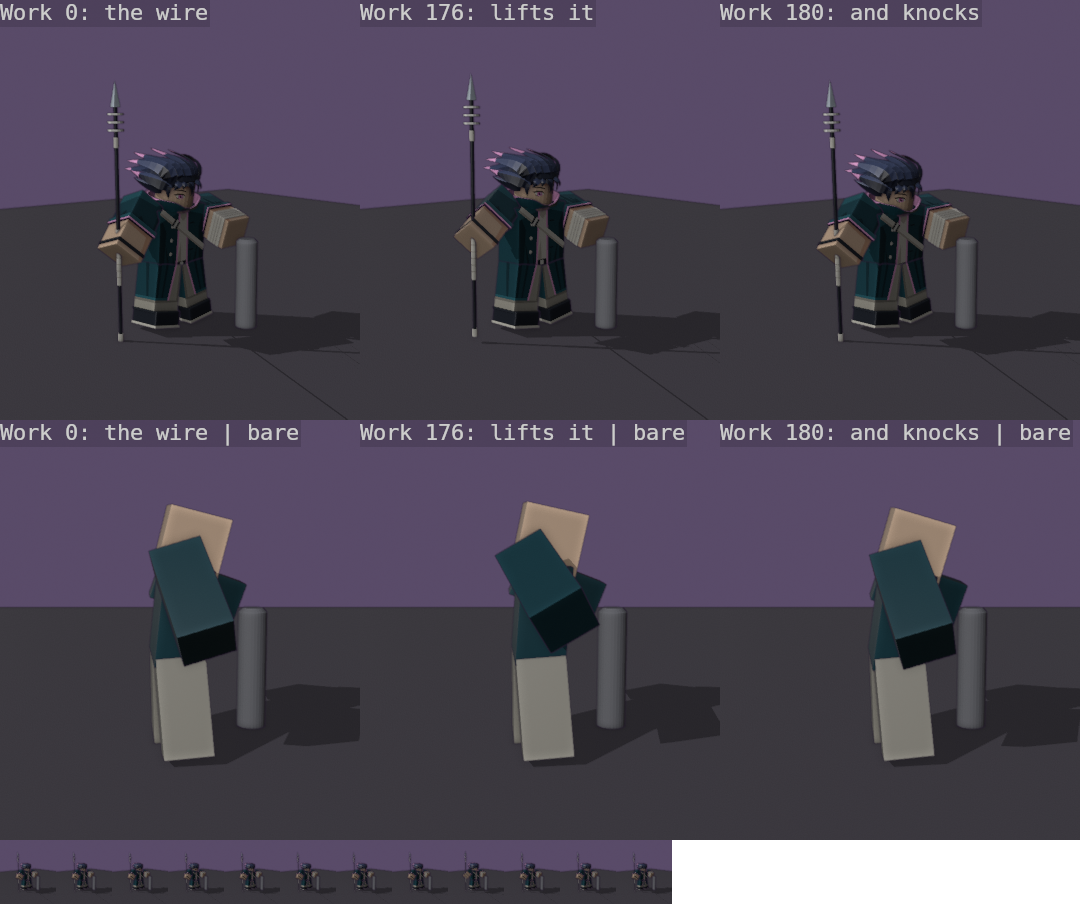 Work 0: the wire
Work 176: lifts it
Work 180: and knocks
Work 0: the wire | bare
Work 176: lifts it | bare
Work 180: and knocks | bare